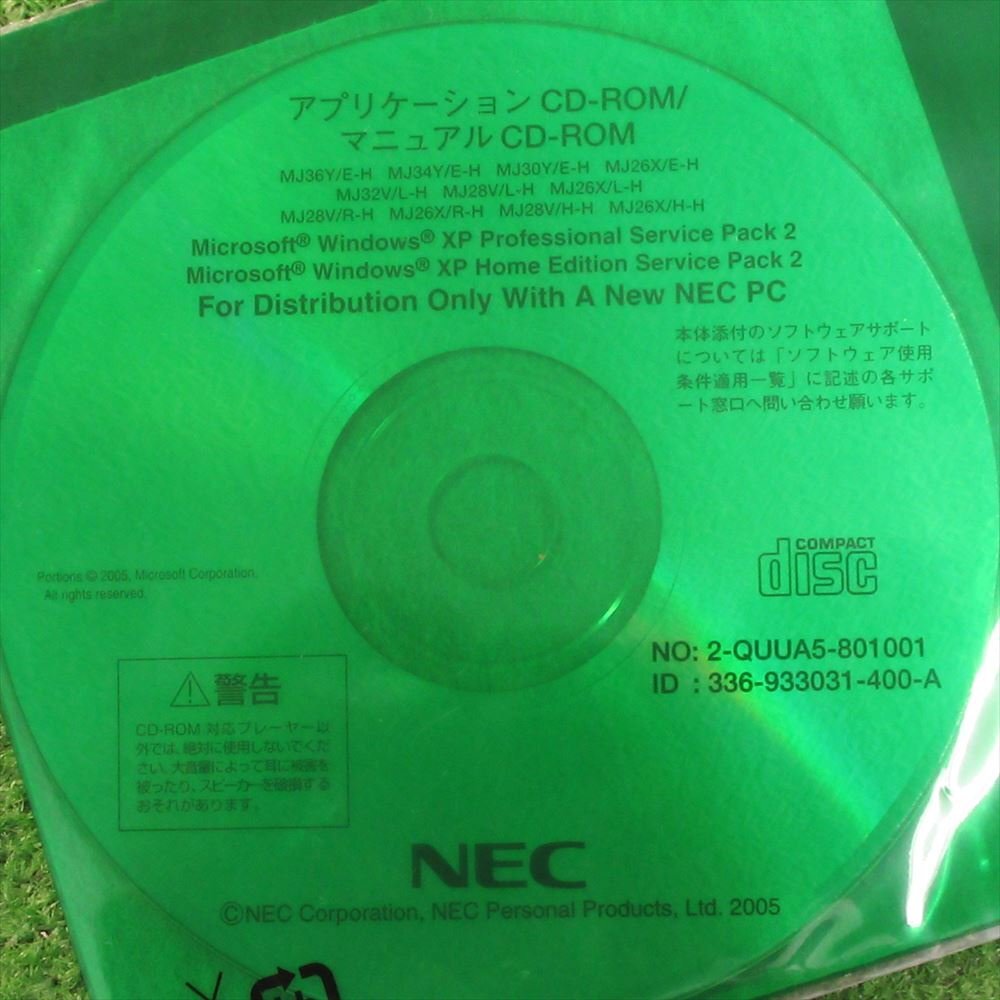 アプリケーション CD-ROM/
マニュアル CD-ROM
MJ36Y/E-H MJ34Y/E-H MJ30Y/E-H MJ26X/E-H
MJ32V/L-H MJ28V/L-H MJ26X/L-H
MJ28V/R-H MJ26X/R-H MJ28V/H-H MJ26X/H-H
Microsoft® Windows® XP Professional Service Pack 2
Microsoft® Windows® XP Home Edition Service Pack 2
For Distribution Only With A New NEC PC
本体添付のソフトウェアサポート
については「ソフトウェア使用
条件適用一覧」に記述の各サポ
ート窓口へ問い合わせ願います。
COMPACT
disc
Portions © 2005, Microsoft Corporation.
All rights reserved.
NO: 2-QUUA5-801001
ID : 336-933031-400-A
警告
CD-ROM 対応プレーヤー以
外では、絶対に使用しないでくだ
さい。大音量によって耳に被害を
被ったり、スピーカーを破損する
おそれがあります。
NEC
©NEC Corporation, NEC Personal Products, Ltd. 2005